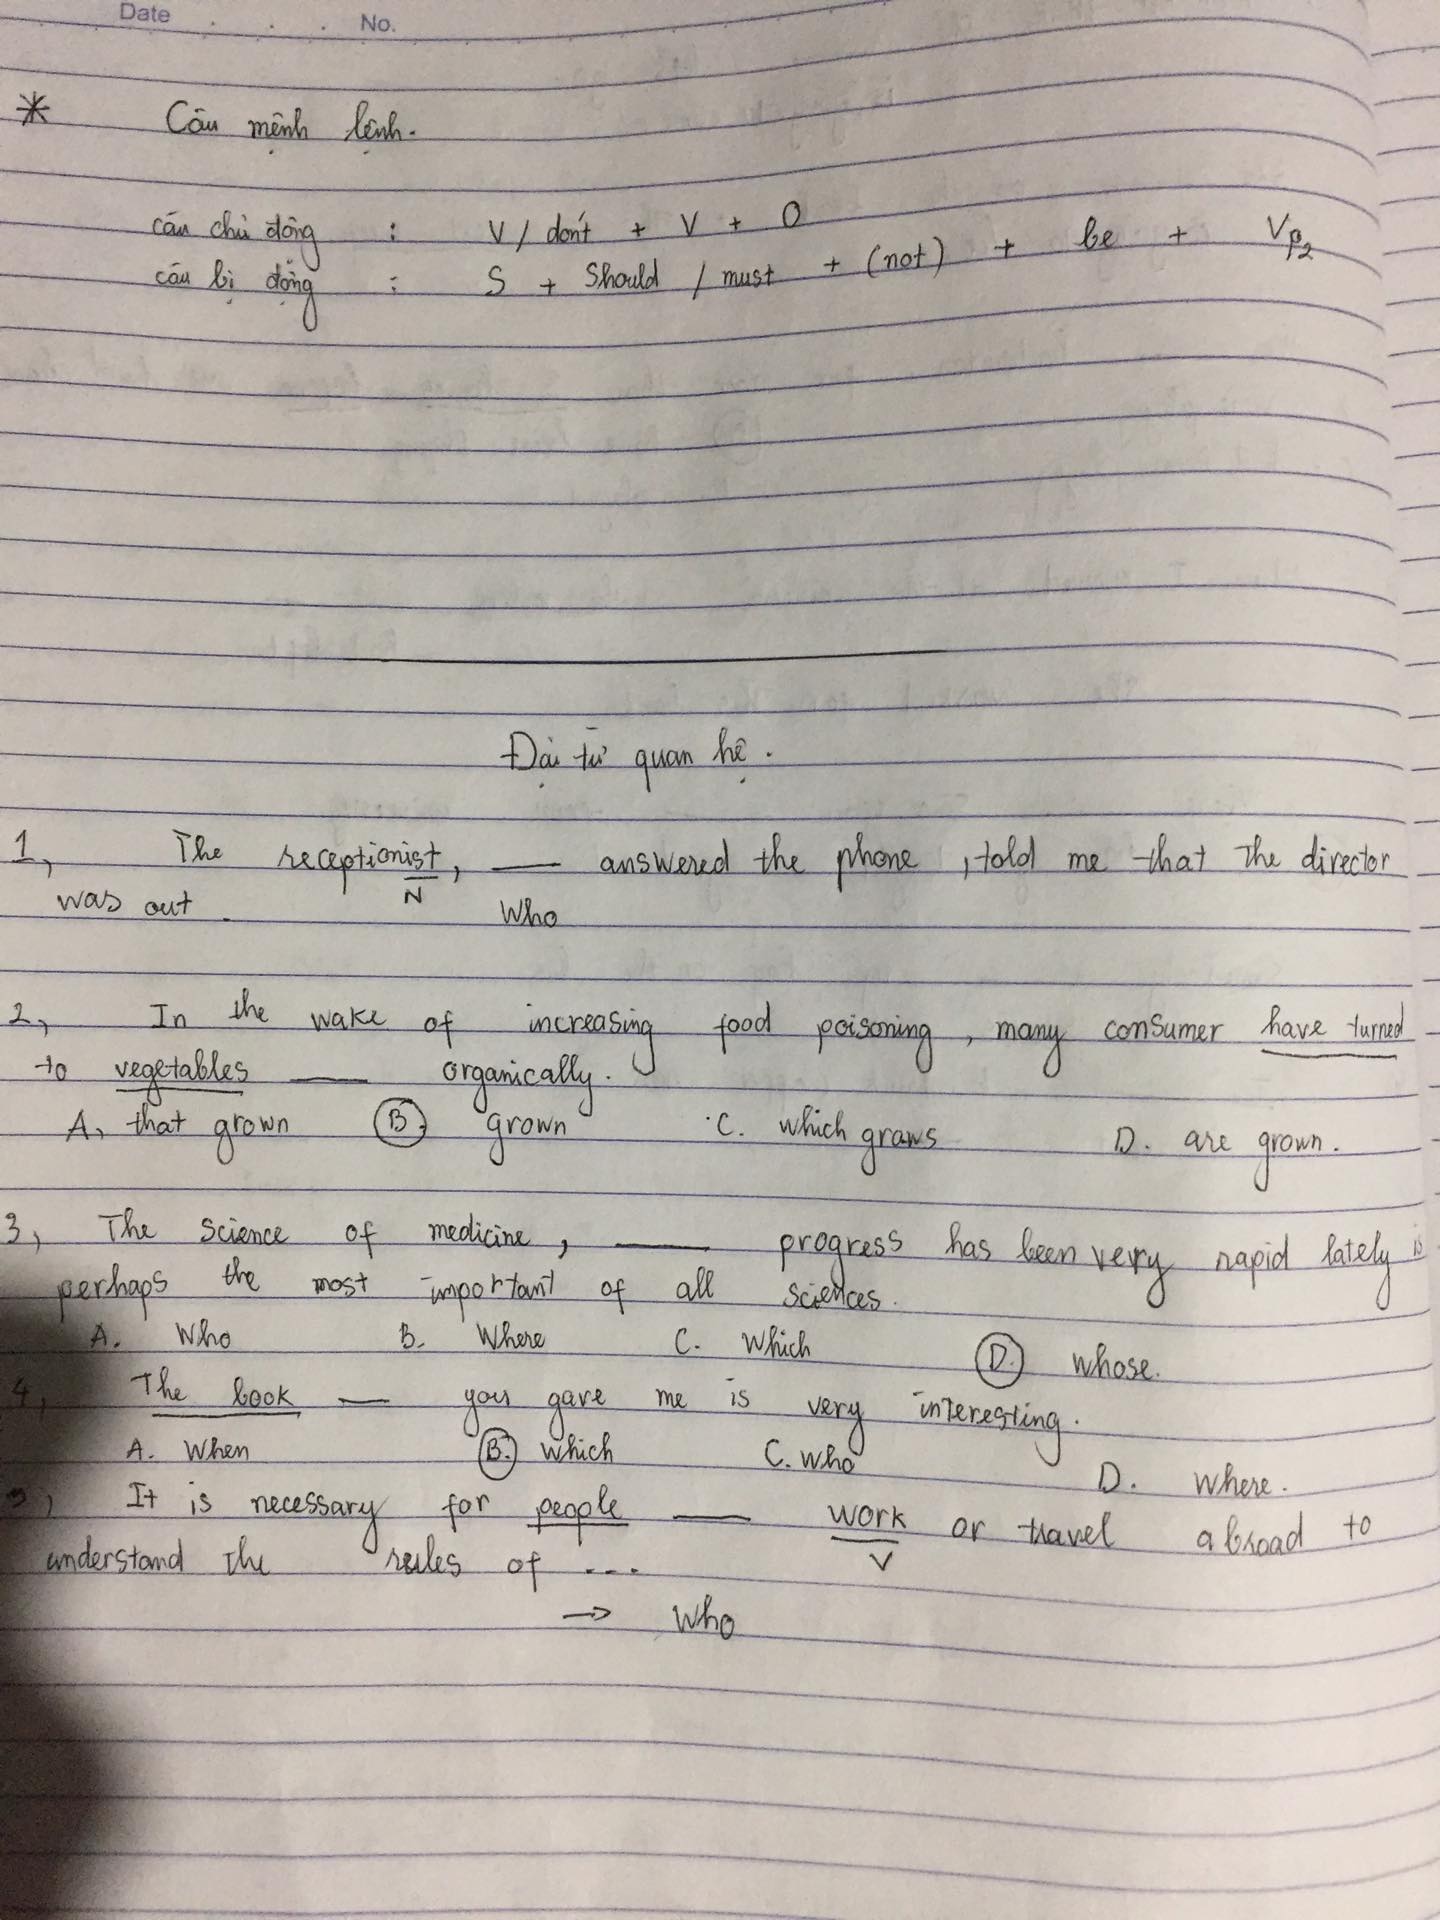 Date . . . No.
* Câu mệnh lệnh.
câu chủ động : V / don't + V + O
câu bị động : S + Should / must + (not) + be + Vp2
Đại từ quan hệ.
1, The receptionist, ___ answered the phone, told me that the director
N
was out.
Who
2, In the wake of increasing food poisoning, many consumer have turned
to vegetables ___ organically.
A, that grown B. grown C. which graws D. are grown.
3, The science of medicine, ___ progress has been very rapid lately is
perhaps the most important of all sciences.
A. Who B. Where C. Which D. whose.
4, The book ___ you gave me is very interesting.
A. When B. which C. who D. where.
5, It is necessary for people ___ work or travel abroad to
V
understand the rules of ...
→ Who